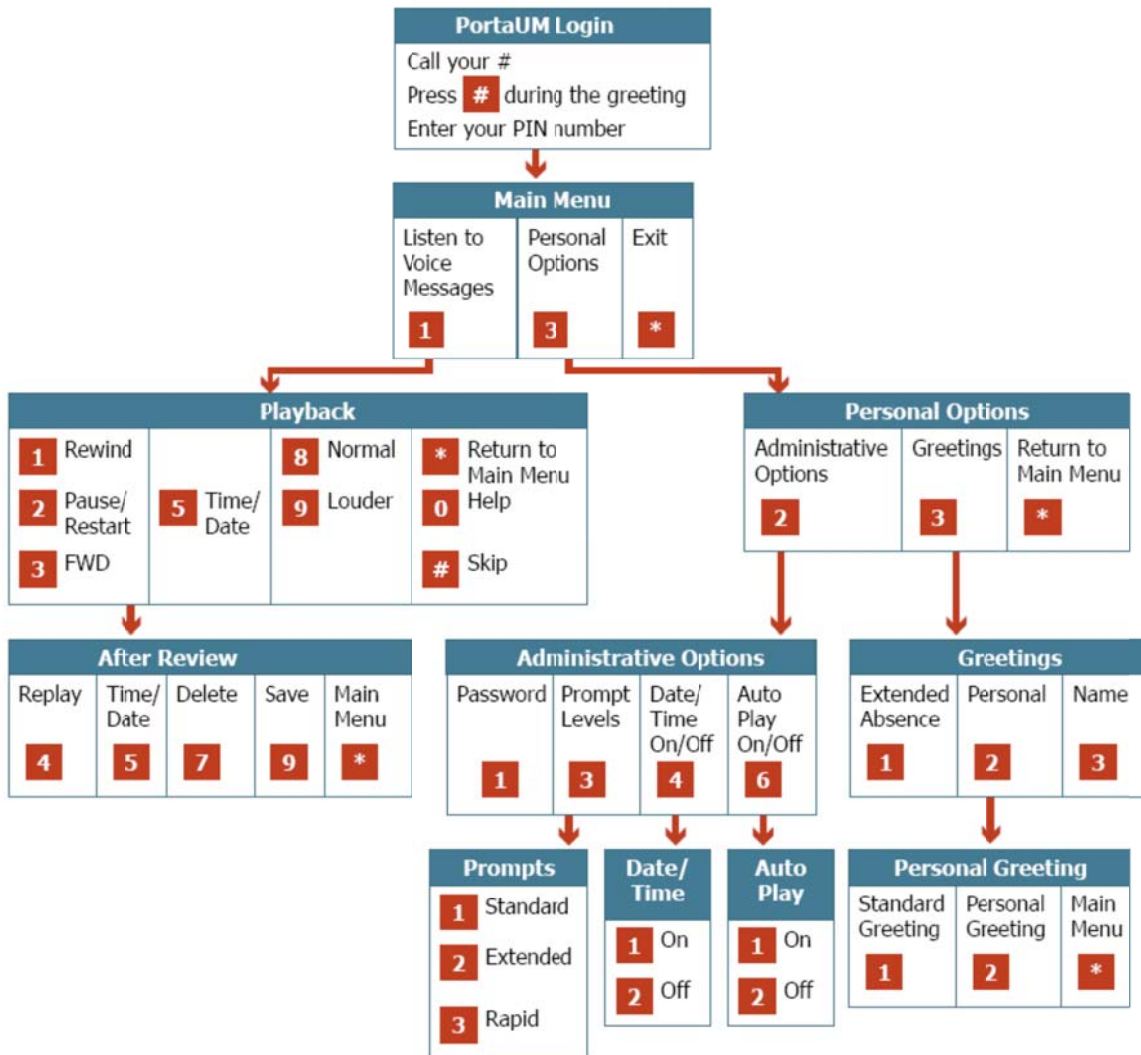 PortaUM Login
Call your #
Press # during the greeting
Enter your PIN number
Main Menu
Listen to
Voice
Messages
1
Personal
Options
3
Exit
*
Playback
1 Rewind
2 Pause/
Restart
3 FWD
5 Time/
Date
8 Normal
9 Louder
* Return to
Main Menu
0 Help
# Skip
Personal Options
Administrative
Options
2
Greetings
3
Return to
Main Menu
*
After Review
Replay
4
Time/
Date
5
Delete
7
Save
9
Main
Menu
*
Administrative Options
Password
1
Prompt
Levels
3
Date/
Time
On/Off
4
Auto
Play
On/Off
6
Greetings
Extended
Absence
1
Personal
2
Name
3
Prompts
1 Standard
2 Extended
3 Rapid
Date/
Time
1 On
2 Off
Auto
Play
1 On
2 Off
Personal Greeting
Standard
Greeting
1
Personal
Greeting
2
Main
Menu
*